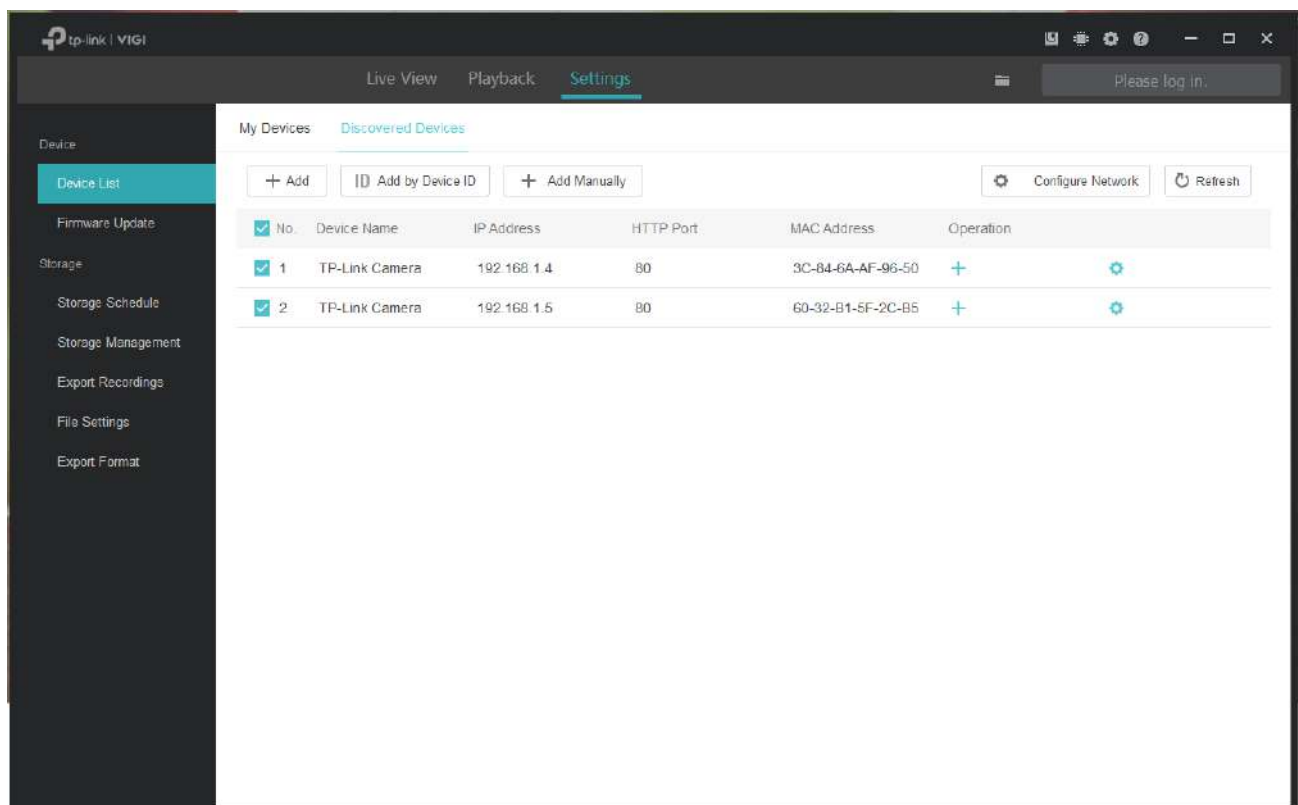 tp-link | VIGI
Live View Playback Settings Please log in.
My Devices Discovered Devices
Device
Device List
Firmware Update
Storage
Storage Schedule
Storage Management
Export Recordings
File Settings
Export Format
+ Add ID Add by Device ID + Add Manually Configure Network Refresh
No. Device Name IP Address HTTP Port MAC Address Operation
1 TP-Link Camera 192.168.1.4 80 3C-84-6A-AF-96-50
2 TP-Link Camera 192.168.1.5 80 60-32-B1-5F-2C-B5